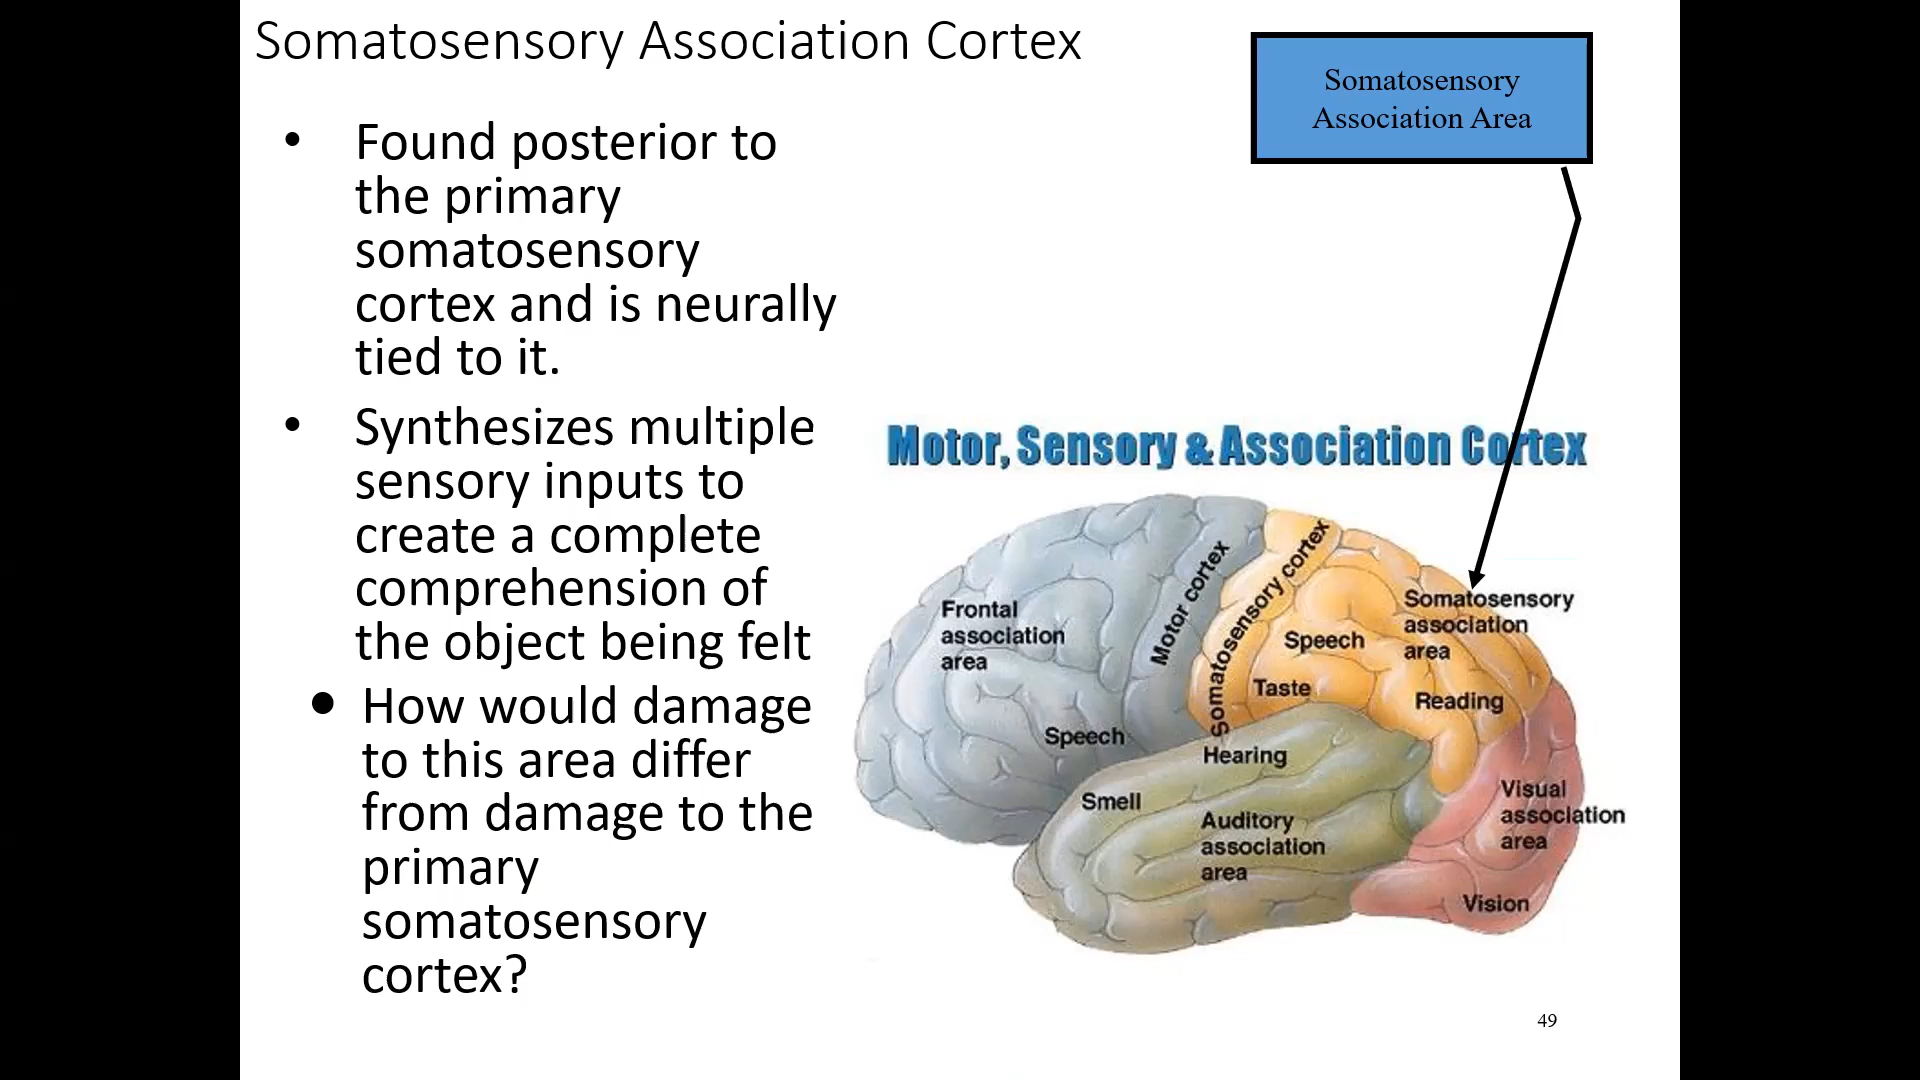 Somatosensory Association Cortex
Somatosensory
Association Area
• Found posterior to
the primary
somatosensory
cortex and is neurally
tied to it.
• Synthesizes multiple
sensory inputs to
create a complete
comprehension of
the object being felt
• How would damage
to this area differ
from damage to the
primary
somatosensory
cortex?
Motor, Sensory & Association Cortex
Frontal
association
area
Motor cortex
Somatosensory cortex
Speech
Taste
Somatosensory
association
area
Reading
Speech
Hearing
Smell
Auditory
association
area
Visual
association
area
Vision
49